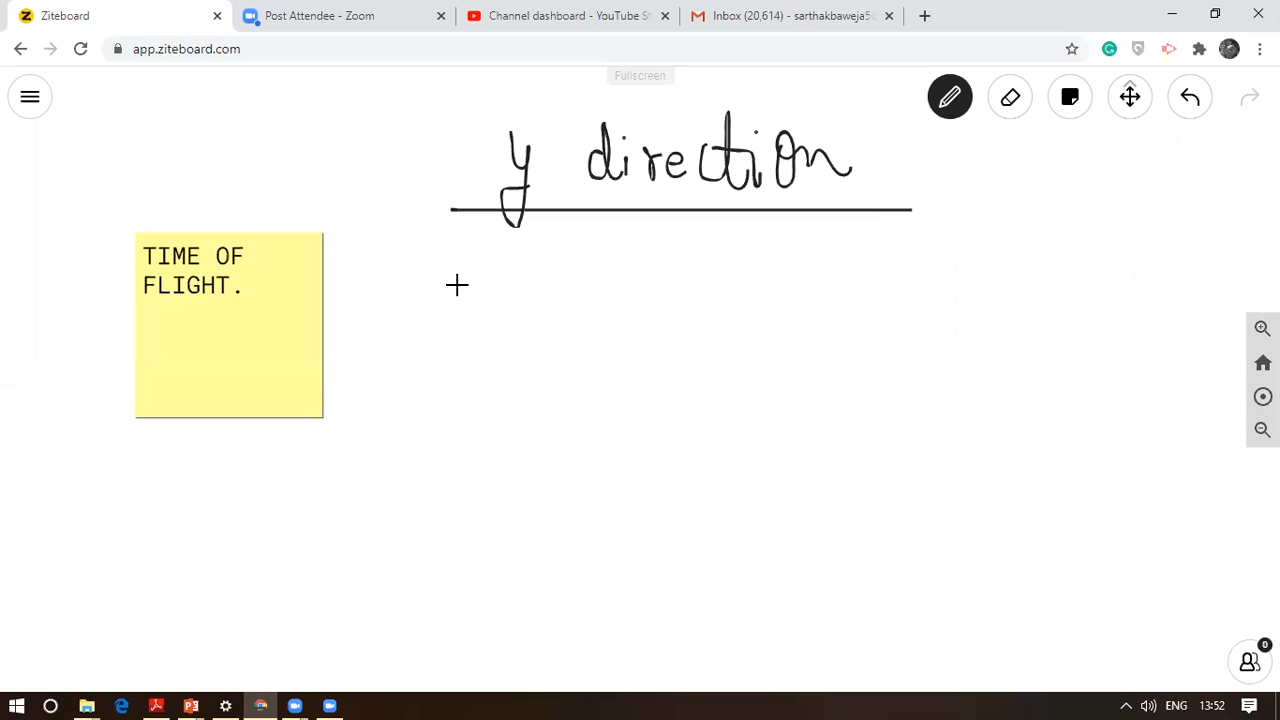 Ziteboard
Post Attendee - Zoom
Channel dashboard - YouTube S
Inbox (20,614) - sarthakbaweja5
app.ziteboard.com
Fullscreen
y direction
TIME OF
FLIGHT.
0
ENG 13:52